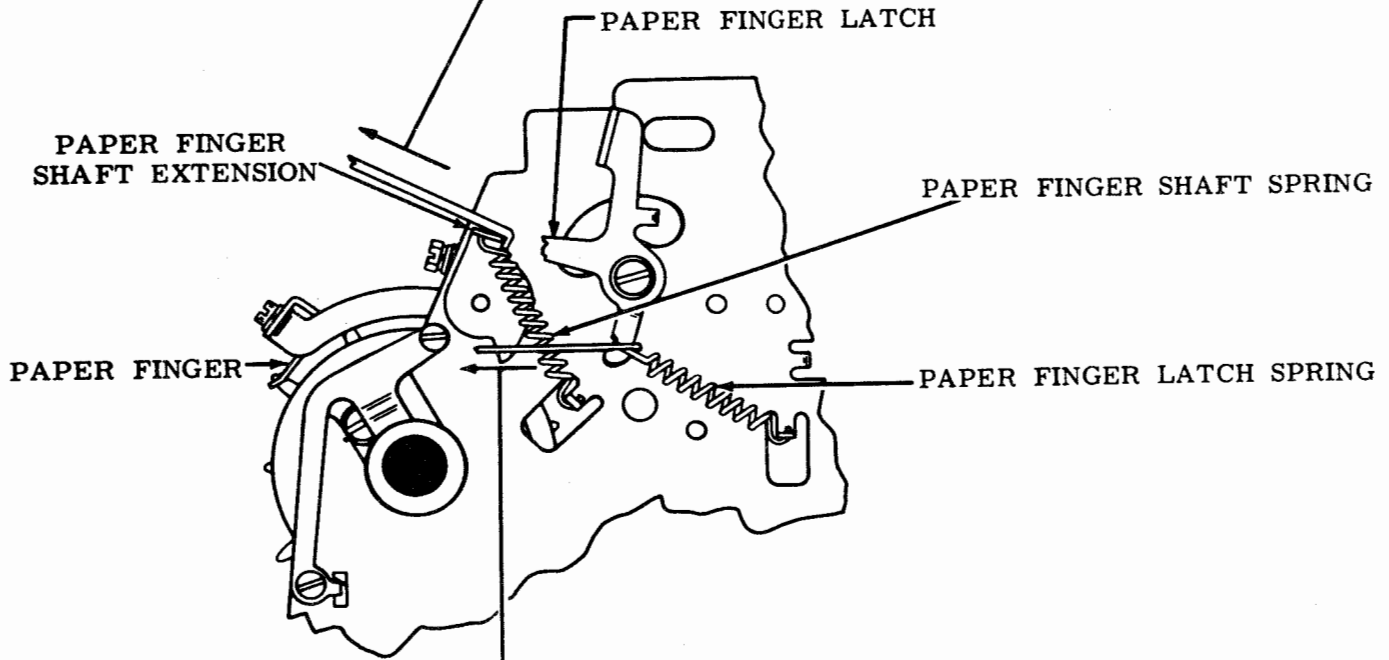 PAPER FINGER LATCH
PAPER FINGER
SHAFT EXTENSION
PAPER FINGER SHAFT SPRING
PAPER FINGER
PAPER FINGER LATCH SPRING